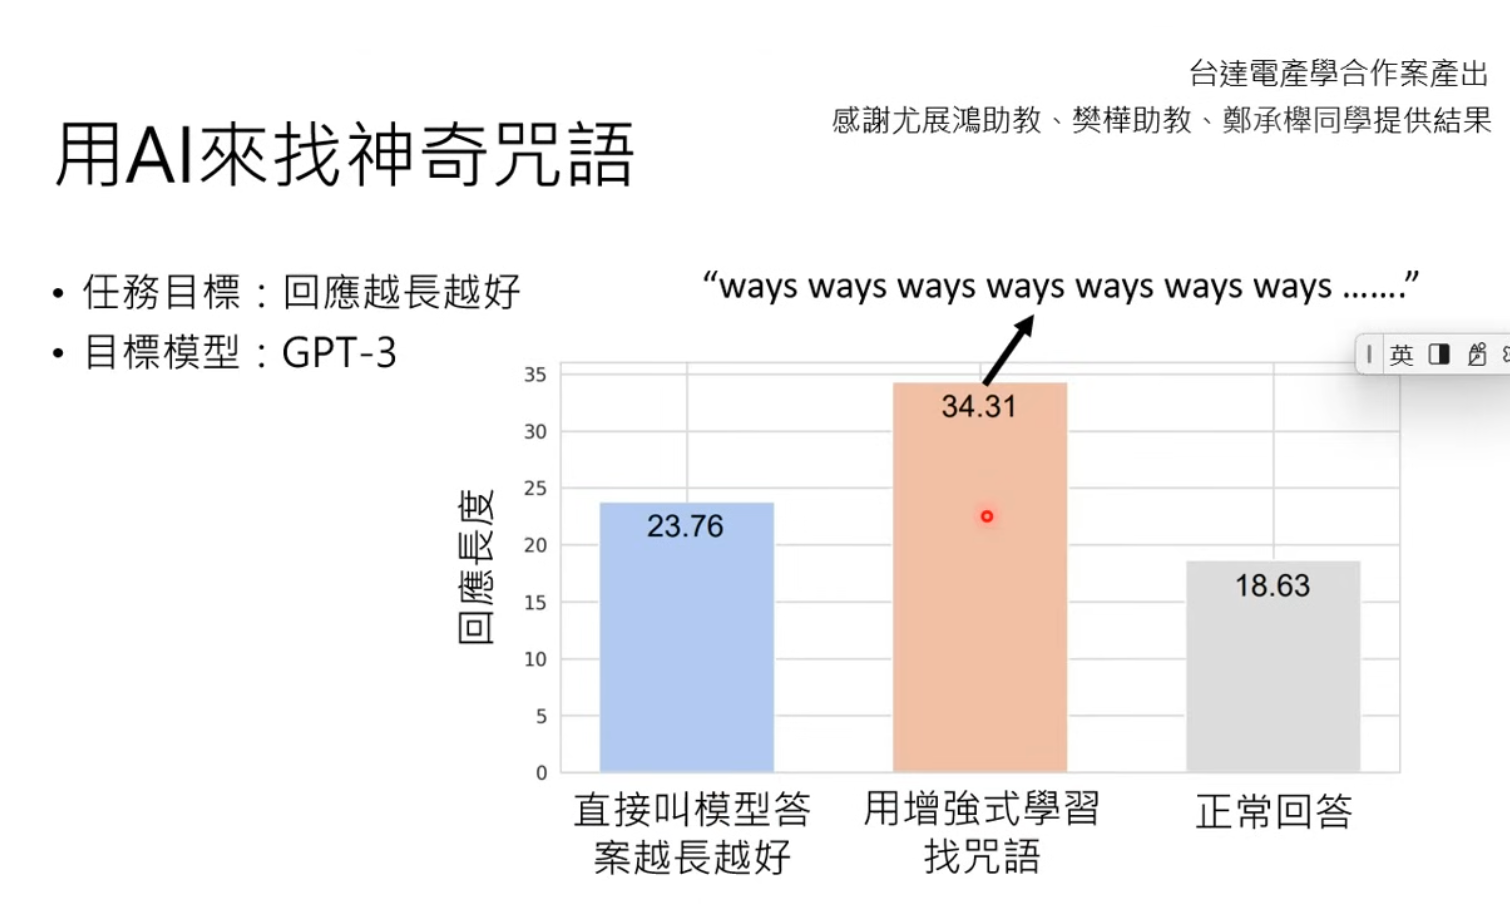 台達電產學合作案產出
感謝尤展鴻助教、樊樺助教、鄭承櫸同學提供結果
用AI來找神奇咒語
• 任務目標：回應越長越好
• 目標模型：GPT-3
“ways ways ways ways ways ways ways …….”
英
35
30
25
20
15
10
5
0
回應長度
23.76
34.31
18.63
直接叫模型答
案越長越好
用增強式學習
找咒語
正常回答